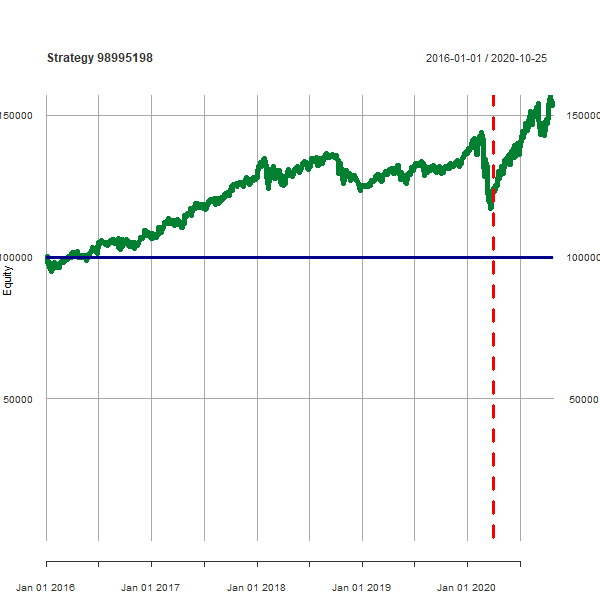 Strategy 98995198
2016-01-01 / 2020-10-25
150000 150000
100000 100000
Equity
50000 50000
Jan 01 2016 Jan 01 2017 Jan 01 2018 Jan 01 2019 Jan 01 2020